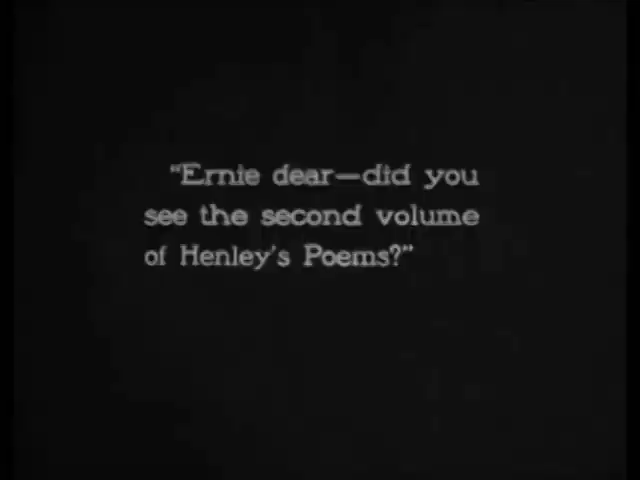 "Ernie dear—did you
see the second volume
of Henley's Poems?"